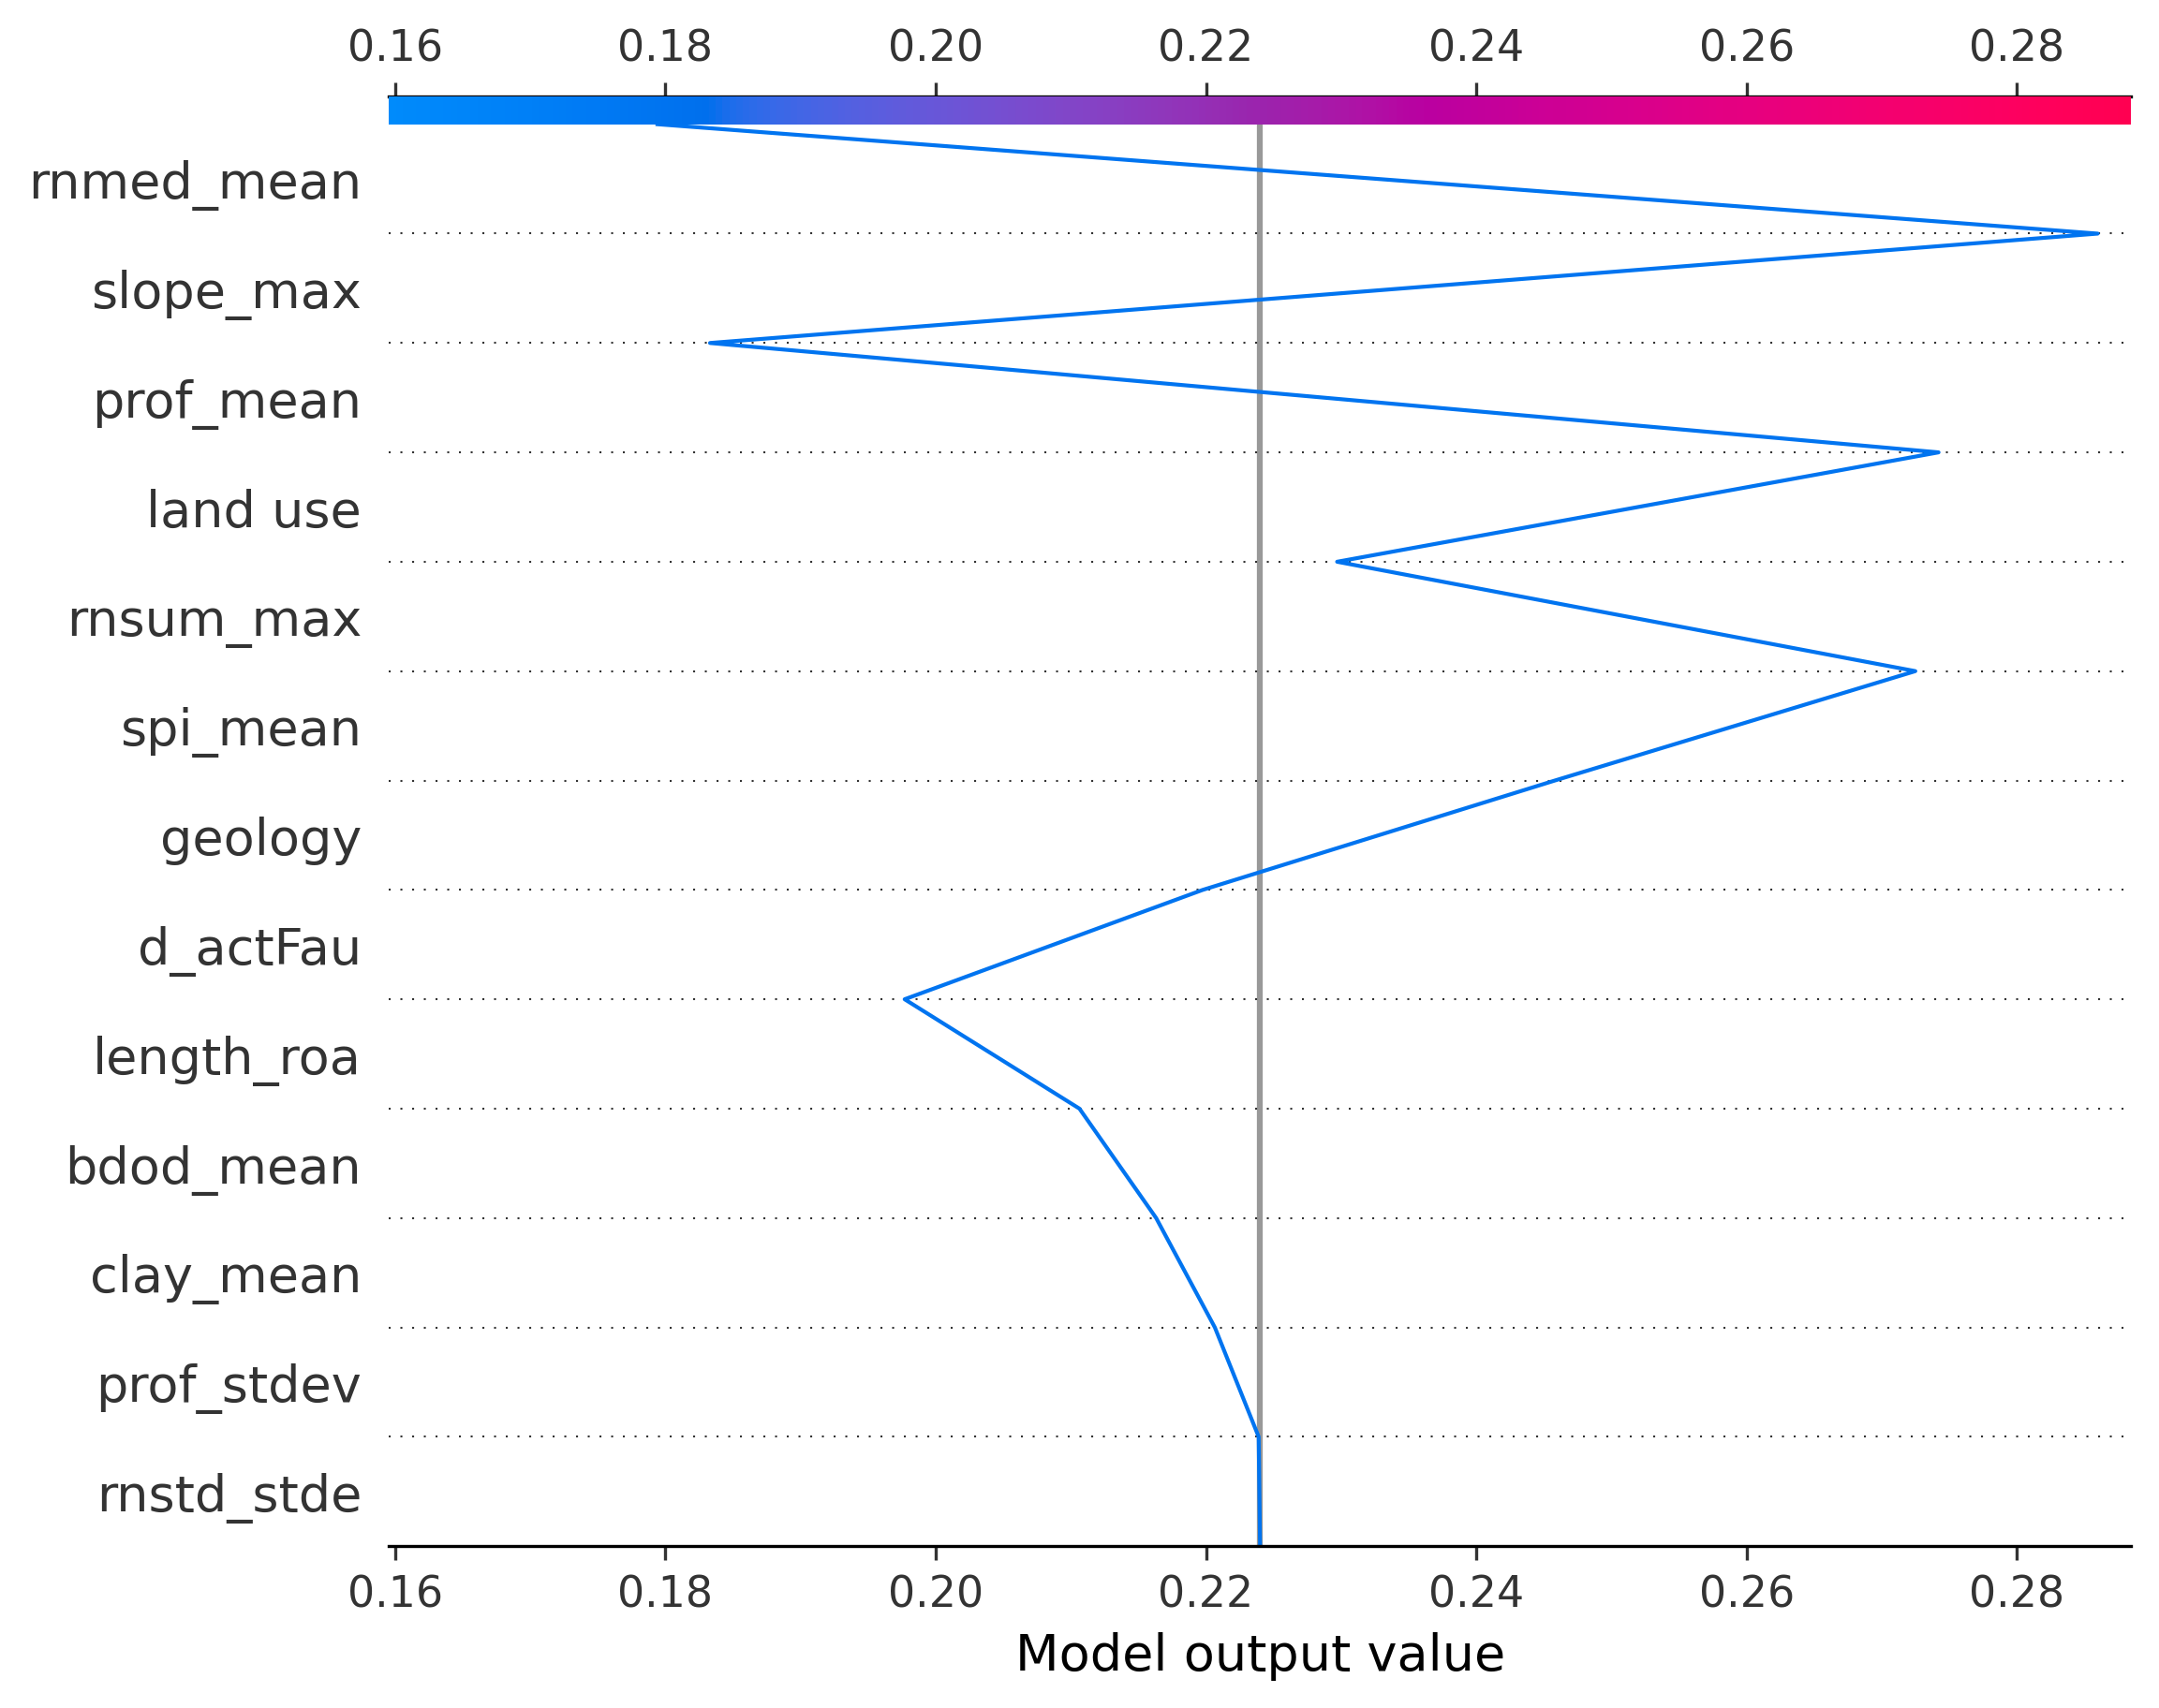 0.16 0.18 0.20 0.22 0.24 0.26 0.28
rnmed_mean
slope_max
prof_mean
land use
rnsum_max
spi_mean
geology
d_actFau
length_roa
bdod_mean
clay_mean
prof_stdev
rnstd_stde
0.16 0.18 0.20 0.22 0.24 0.26 0.28
Model output value